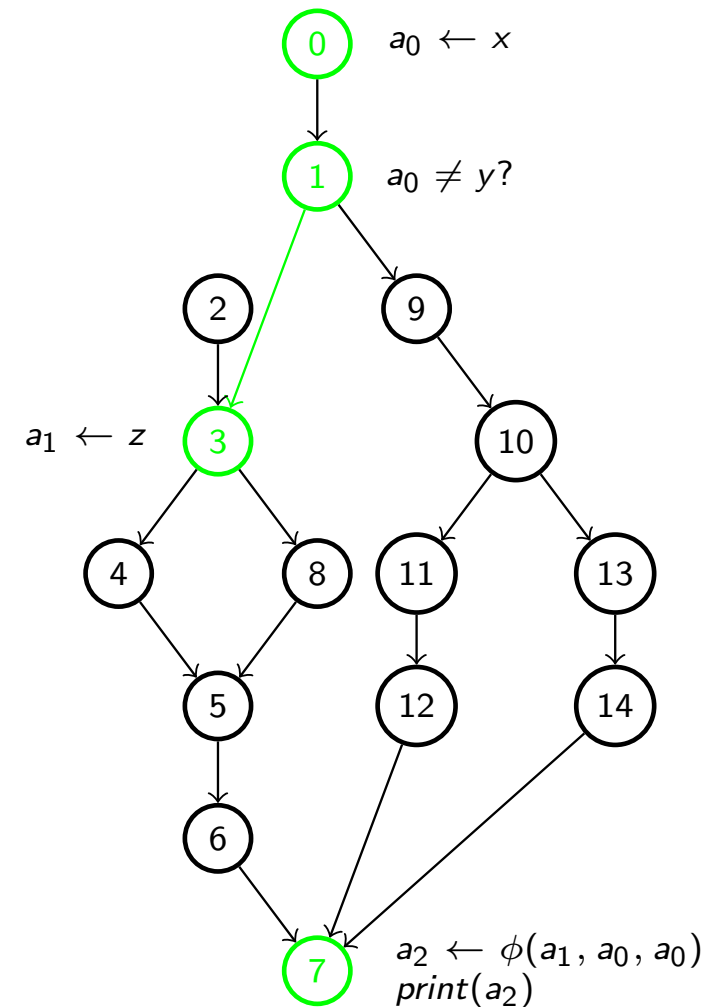 0 a₀ ← x
1 a₀ ≠ y?
2 9
a₁ ← z 3 10
4 8 11 13
5 12 14
6
7 a₂ ← ϕ(a₁, a₀, a₀)
print(a₂)